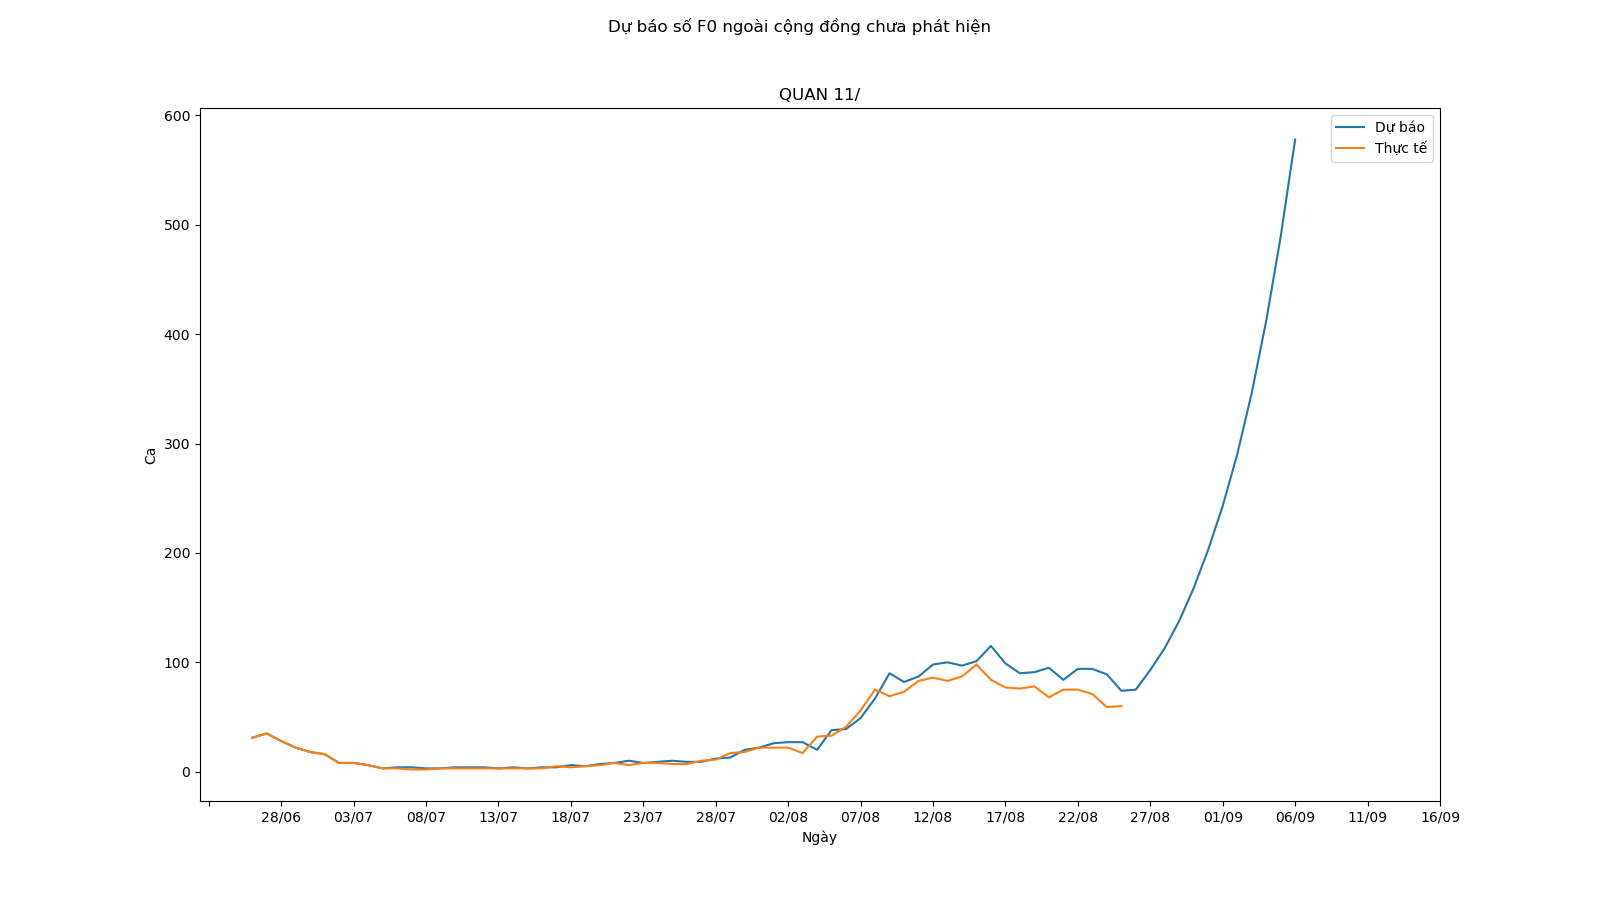 Dự báo số F0 ngoài cộng đồng chưa phát hiện
QUAN 11/
600
500
400
300
200
100
0
Ca
Dự báo
Thực tế
28/06 03/07 08/07 13/07 18/07 23/07 28/07 02/08 07/08 12/08 17/08 22/08 27/08 01/09 06/09 11/09 16/09
Ngày